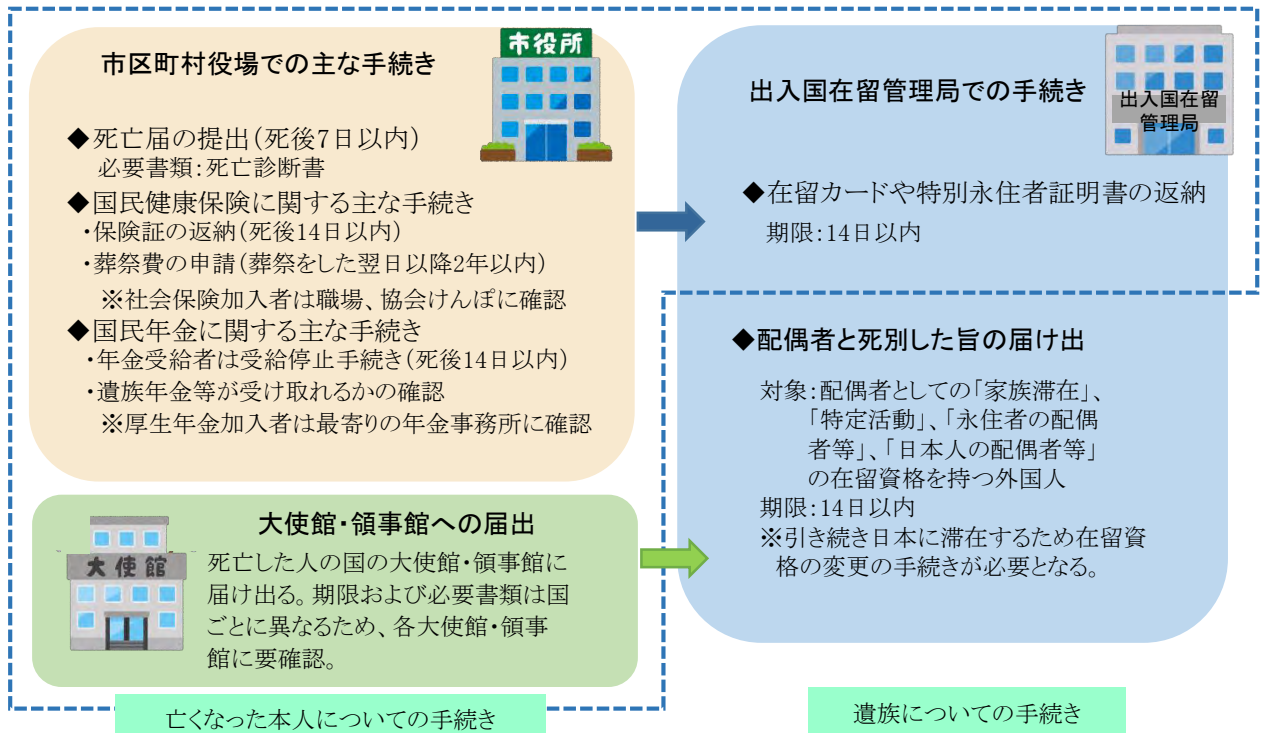 市区町村役場での主な手続き
市役所
◆死亡届の提出(死後7日以内)
必要書類:死亡診断書
◆国民健康保険に関する主な手続き
・保険証の返納(死後14日以内)
・葬祭費の申請(葬祭をした翌日以降2年以内)
※社会保険加入者は職場、協会けんぽに確認
◆国民年金に関する主な手続き
・年金受給者は受給停止手続き(死後14日以内)
・遺族年金等が受け取れるかの確認
※厚生年金加入者は最寄りの年金事務所に確認
大使館・領事館への届出
大使館
死亡した人の国の大使館・領事館に
届け出る。期限および必要書類は国
ごとに異なるため、各大使館・領事
館に要確認。
亡くなった本人についての手続き
出入国在留管理局での手続き
出入国在留
管理局
◆在留カードや特別永住者証明書の返納
期限:14日以内
◆配偶者と死別した旨の届け出
対象:配偶者としての「家族滞在」、
「特定活動」、「永住者の配偶
者等」、「日本人の配偶者等」
の在留資格を持つ外国人
期限:14日以内
※引き続き日本に滞在するため在留資
格の変更の手続きが必要となる。
遺族についての手続き